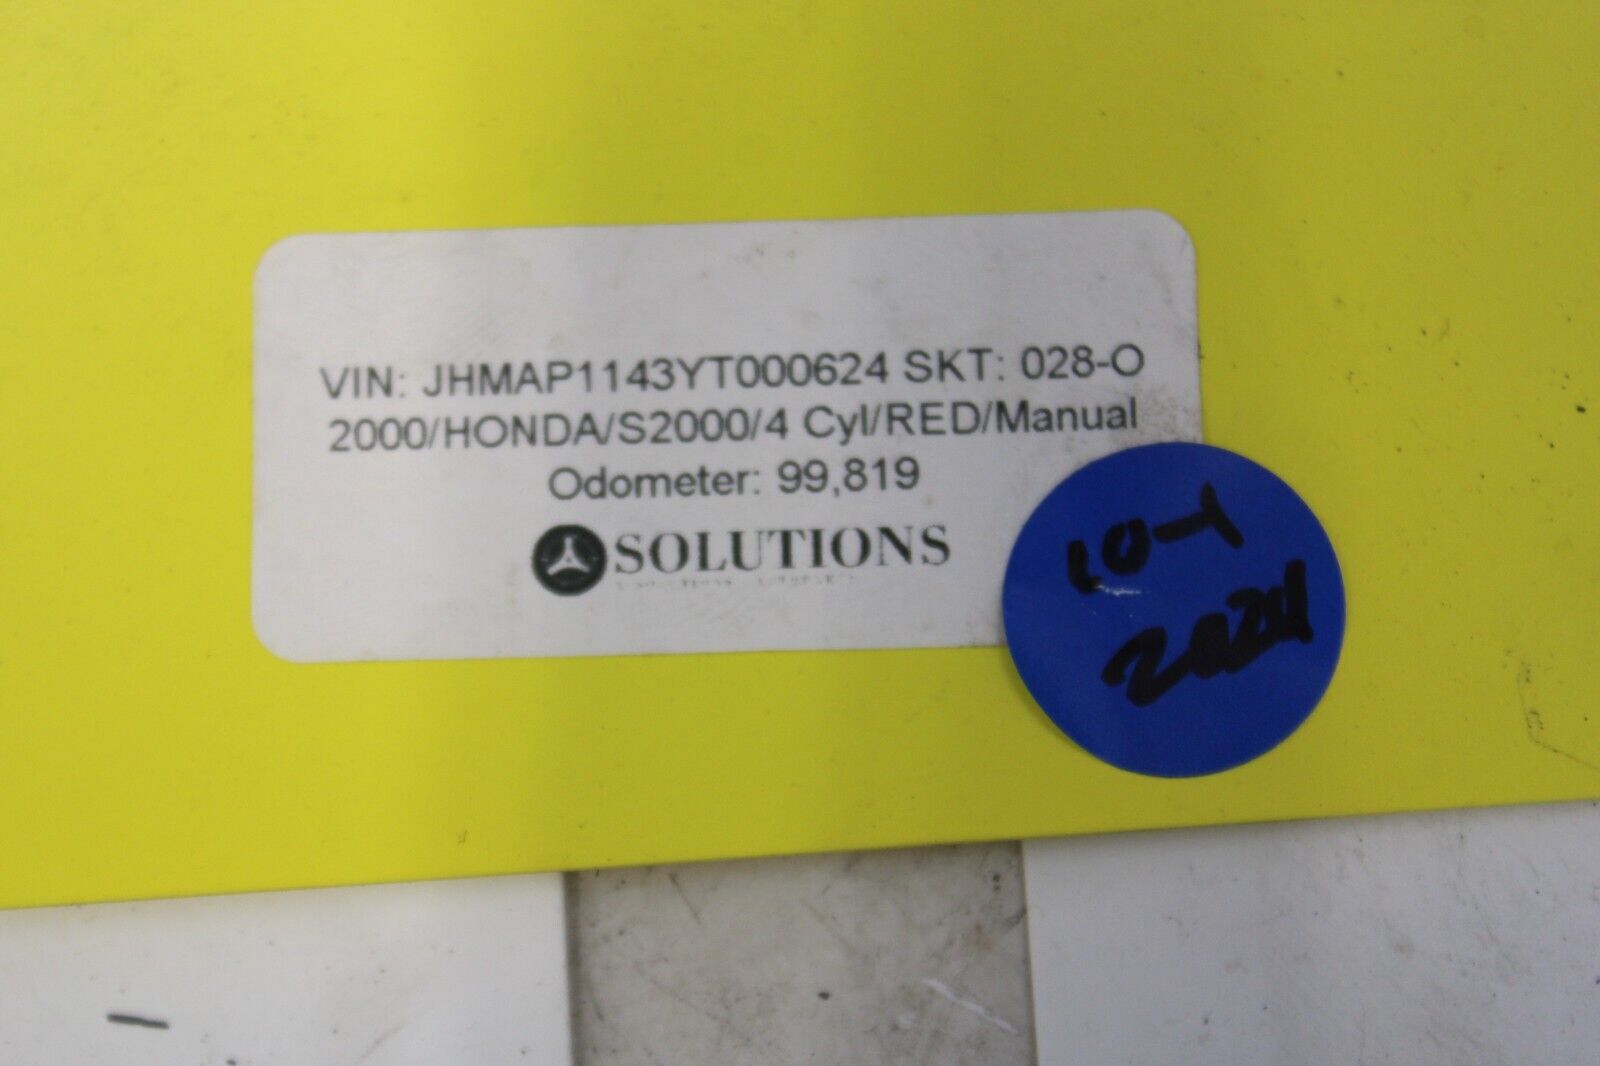 VIN: JHMAP1143YT000624 SKT: 028-O
2000/HONDA/S2000/4 Cyl/RED/Manual
Odometer: 99,819
SOLUTIONS
10-1
2024